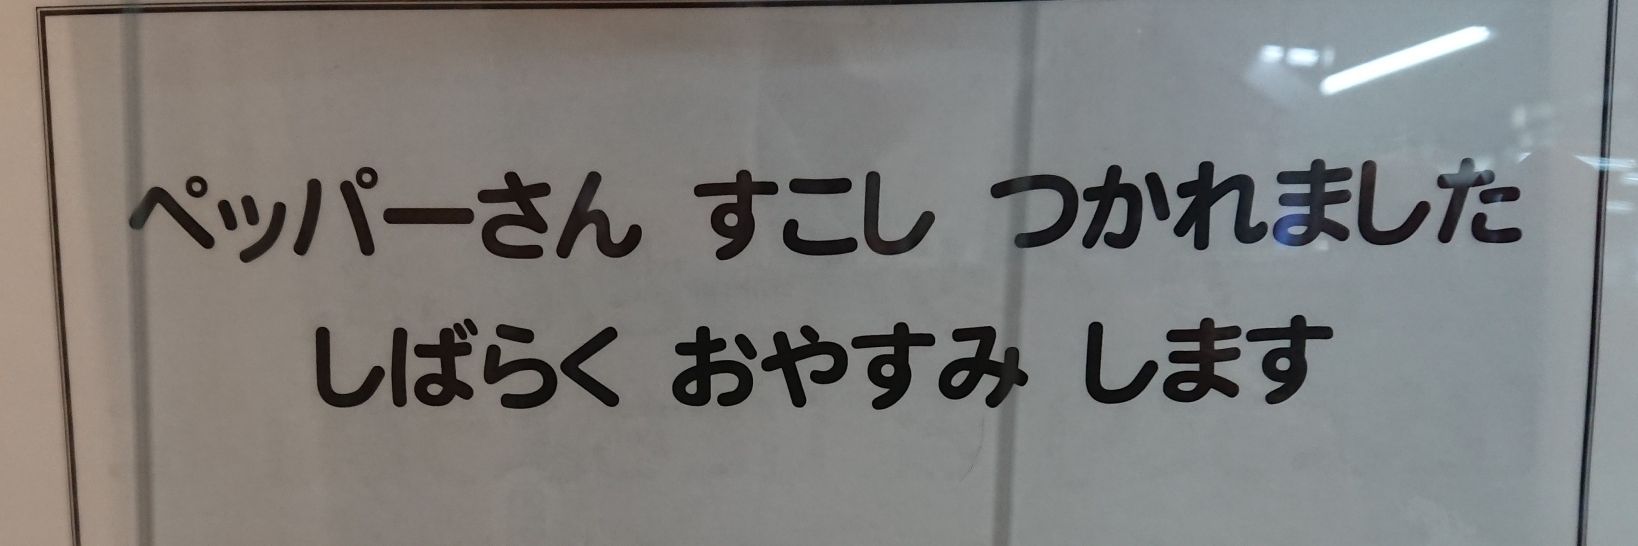 ペッパーさん すこし つかれました
しばらく おやすみ します